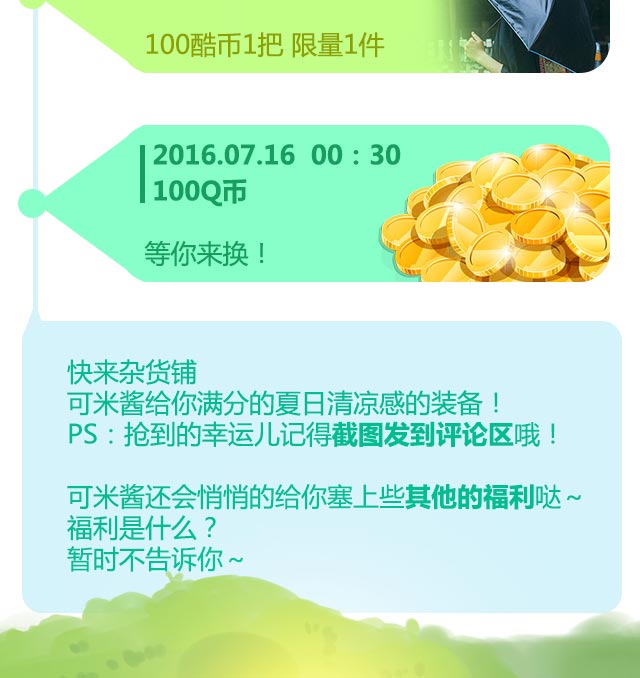 100酷币1把 限量1件
2016.07.16 00：30
100Q币
等你来换！
快来杂货铺
可米酱给你满分的夏日清凉感的装备！
PS：抢到的幸运儿记得截图发到评论区哦！
可米酱还会悄悄的给你塞上些其他的福利哒～
福利是什么？
暂时不告诉你～